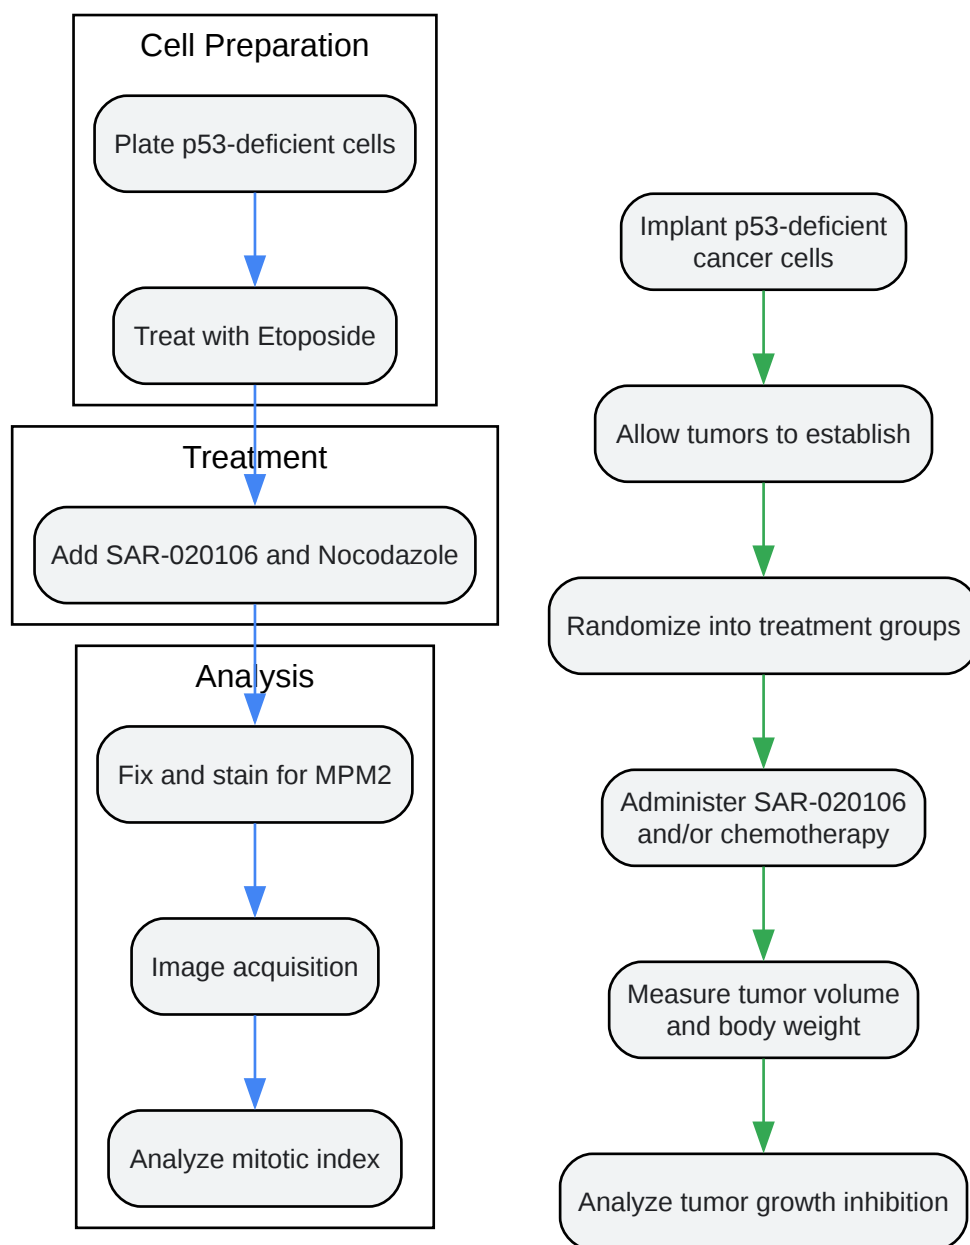 Cell Preparation
Plate p53-deficient cells
Treat with Etoposide
Treatment
Add SAR-020106 and Nocodazole
Analysis
Fix and stain for MPM2
Image acquisition
Analyze mitotic index
Implant p53-deficient
cancer cells
Allow tumors to establish
Randomize into treatment groups
Administer SAR-020106
and/or chemotherapy
Measure tumor volume
and body weight
Analyze tumor growth inhibition